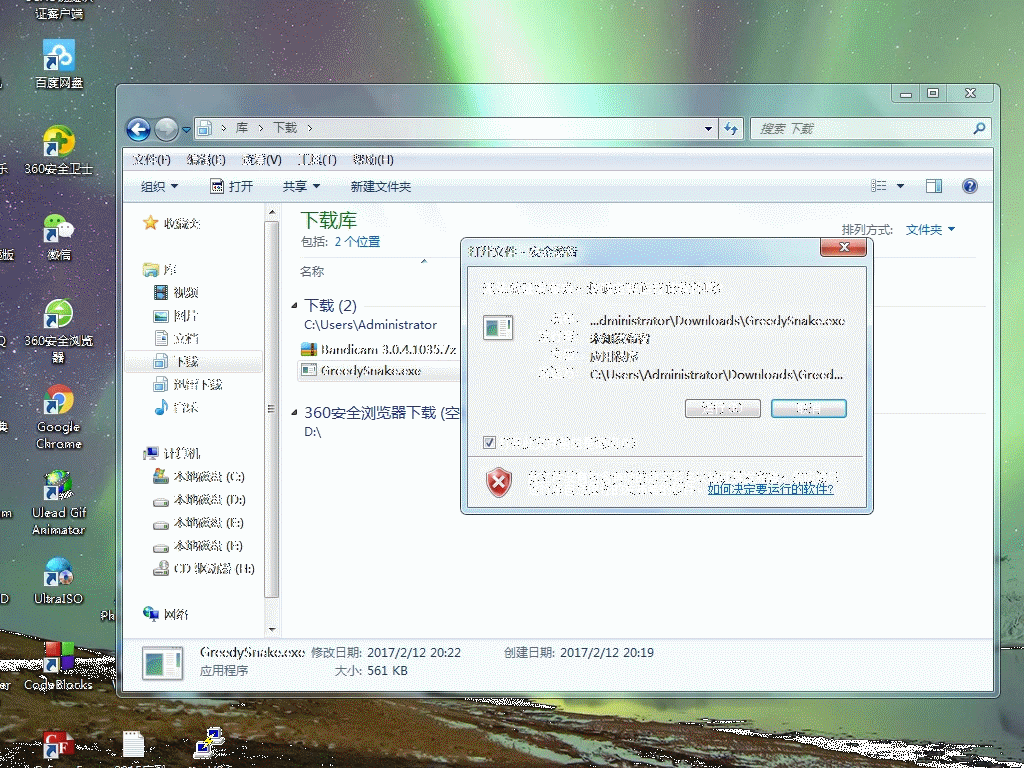 证客户端
百度网盘
360安全卫士
微信
360安全浏览
器
Google
Chrome
Ulead Gif
Animator
UltraISO
CodeBlocks
库
下载
搜索 下载
文件(F)
编辑(E)
查看(V)
工具(T)
帮助(H)
组织
打开
共享
新建文件夹
收藏夹
库
视频
图片
文档
下载
迅雷下载
音乐
计算机
本地磁盘 (C:)
本地磁盘 (D:)
本地磁盘 (E:)
本地磁盘 (F:)
CD 驱动器 (H:)
网络
下载库
包括: 2 个位置
排列方式: 文件夹
名称
下载 (2)
C:\Users\Administrator
Bandicam 3.0.4.1035.7z
GreedySnake.exe
360安全浏览器下载 (空
D:\
打开文件 - 安全警告
...dministrator\Downloads\GreedySnake.exe
未知发布者
应用程序
C:\Users\Administrator\Downloads\Greed...
如何决定要运行的软件?
GreedySnake.exe 修改日期: 2017/2/12 20:22 创建日期: 2017/2/12 20:19
应用程序 大小: 561 KB